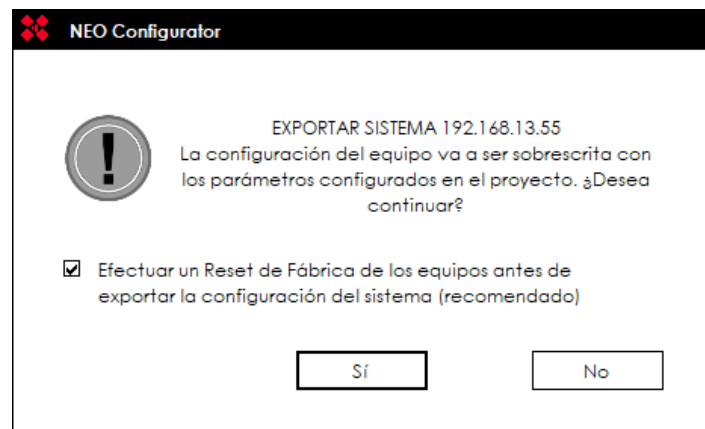 NEO Configurator
EXPORTAR SISTEMA 192.168.13.55
La configuración del equipo va a ser sobrescrita con
los parámetros configurados en el proyecto. ¿Desea
continuar?
Efectuar un Reset de Fábrica de los equipos antes de
exportar la configuración del sistema (recomendado)
Sí
No